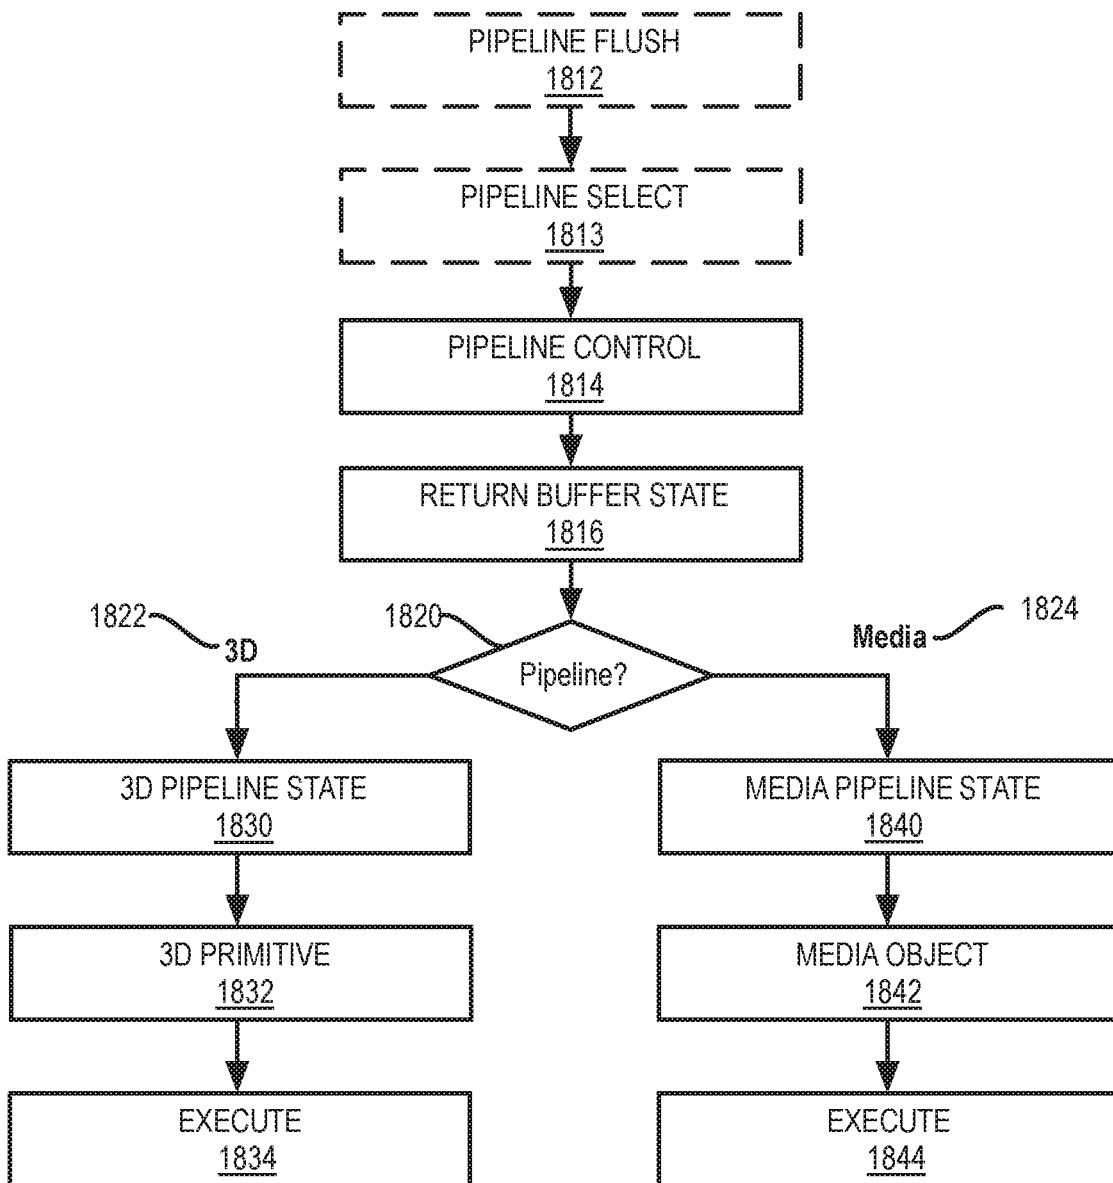 PIPELINE FLUSH
1812
PIPELINE SELECT
1813
PIPELINE CONTROL
1814
RETURN BUFFER STATE
1816
1822
3D
1820
Pipeline?
Media
1824
3D PIPELINE STATE
1830
MEDIA PIPELINE STATE
1840
3D PRIMITIVE
1832
MEDIA OBJECT
1842
EXECUTE
1834
EXECUTE
1844